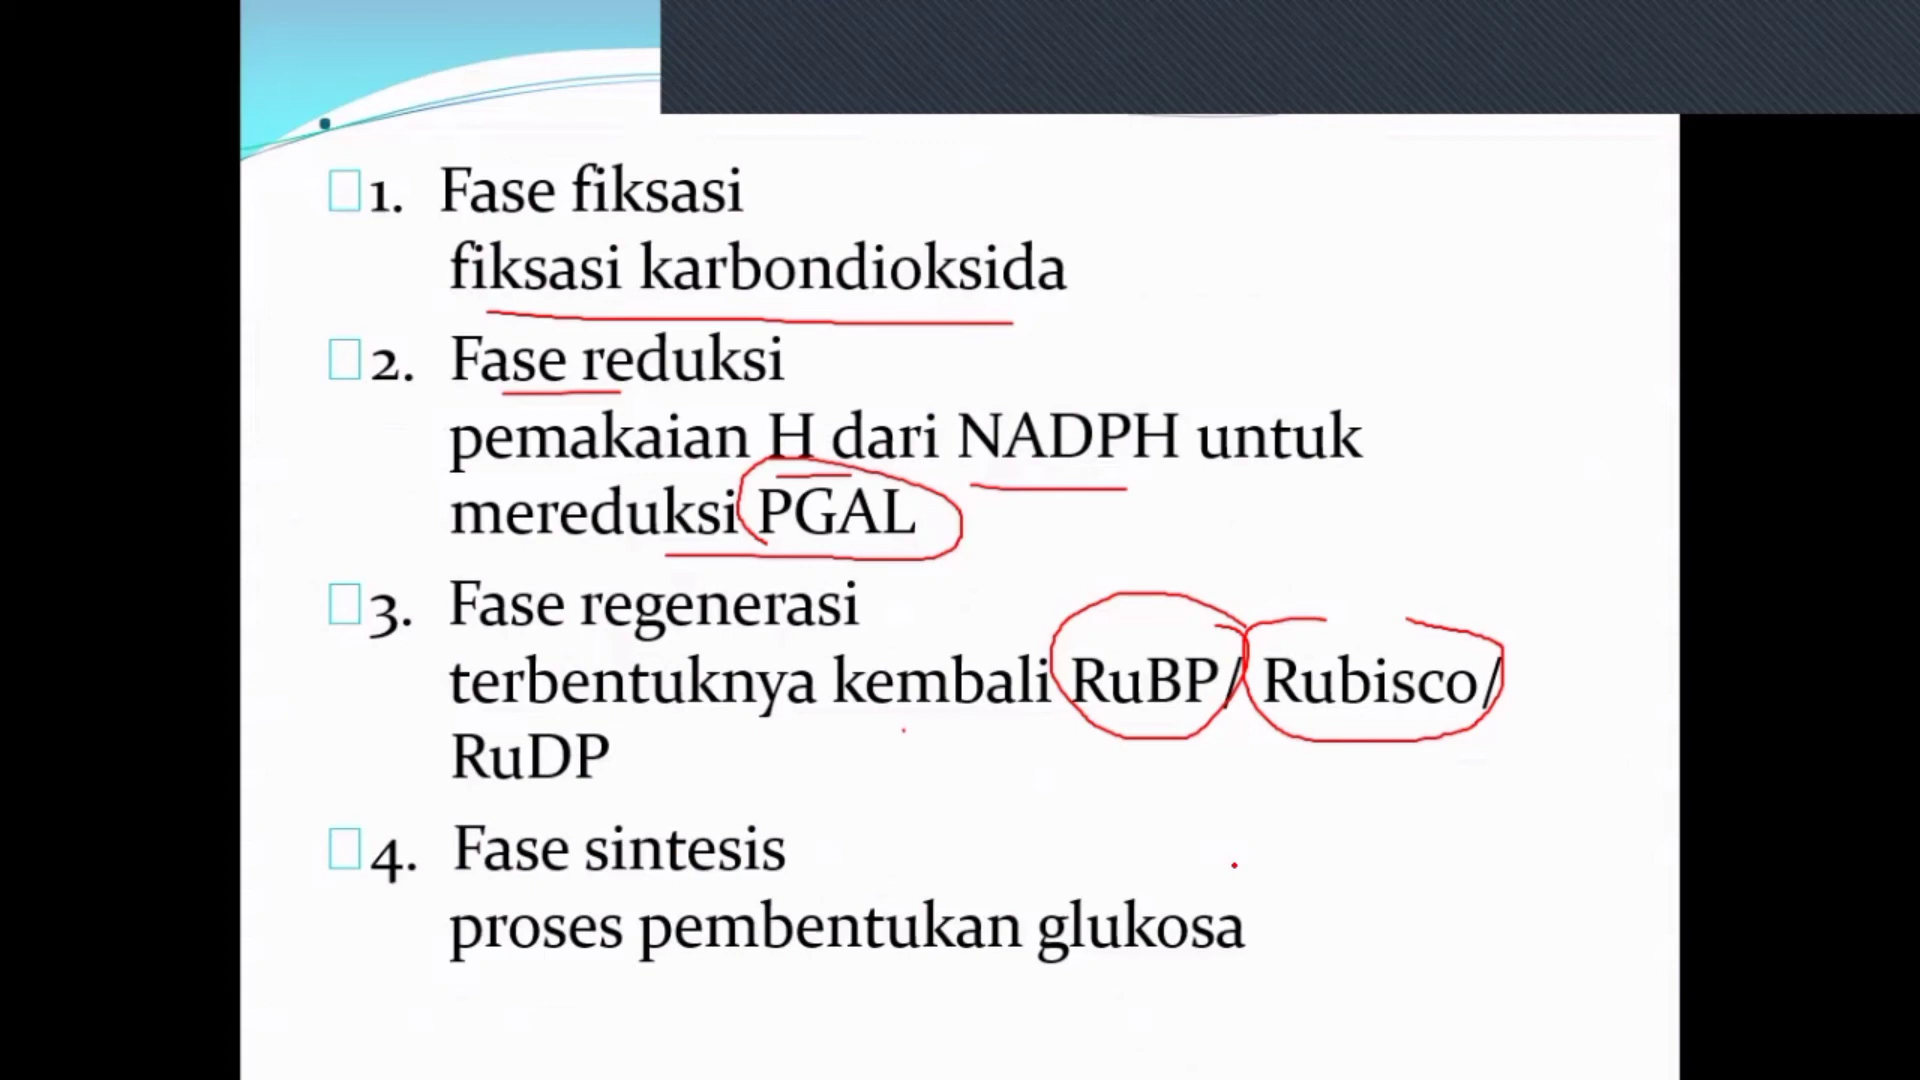 1. Fase fiksasi
fiksasi karbondioksida
2. Fase reduksi
pemakaian H dari NADPH untuk
mereduksi PGAL
3. Fase regenerasi
terbentuknya kembali RuBP/ Rubisco/
RuDP
4. Fase sintesis
proses pembentukan glukosa